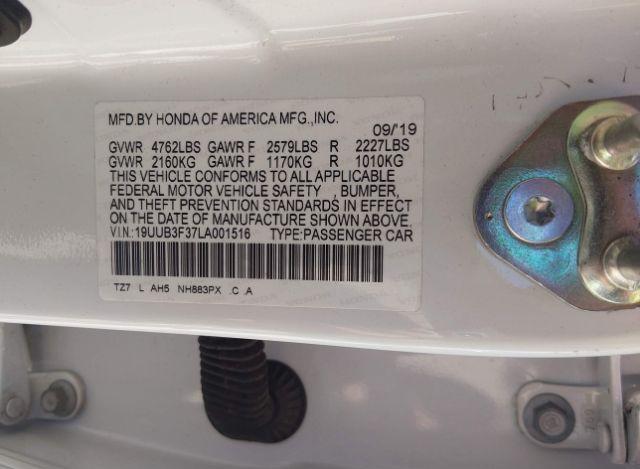 MFD.BY HONDA OF AMERICA MFG.,INC.
09/'19
GVWR 4762LBS GAWR F 2579LBS R 2227LBS
GVWR 2160KG GAWR F 1170KG R 1010KG
THIS VEHICLE CONFORMS TO ALL APPLICABLE
FEDERAL MOTOR VEHICLE SAFETY , BUMPER,
AND THEFT PREVENTION STANDARDS IN EFFECT
ON THE DATE OF MANUFACTURE SHOWN ABOVE.
V.I.N.:19UUB3F37LA001516 TYPE:PASSENGER CAR
TZ7 L AH5 NH883PX .C .A